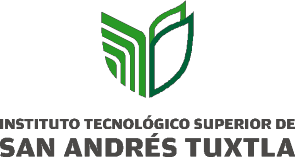 INSTITUTO TECNOLÓGICO SUPERIOR DE
SAN ANDRÉS TUXTLA